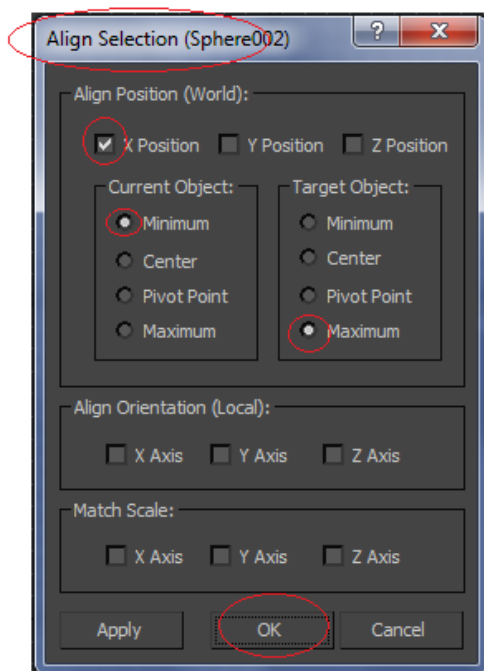 Align Selection (Sphere002)
Align Position (World):
X Position Y Position Z Position
Current Object: Target Object:
Minimum Minimum
Center Center
Pivot Point Pivot Point
Maximum Maximum
Align Orientation (Local):
X Axis Y Axis Z Axis
Match Scale:
X Axis Y Axis Z Axis
Apply OK Cancel